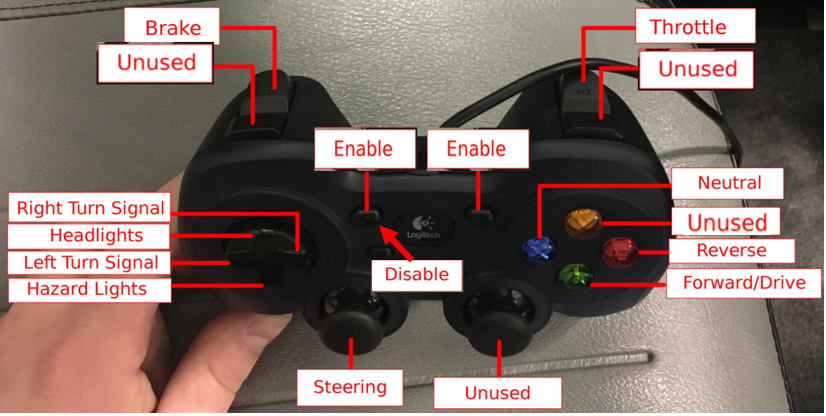 Brake
Throttle
Unused
Unused
Enable
Enable
Neutral
Right Turn Signal
Unused
Headlights
Logitech
Reverse
Left Turn Signal
Disable
Forward/Drive
Hazard Lights
Steering
Unused